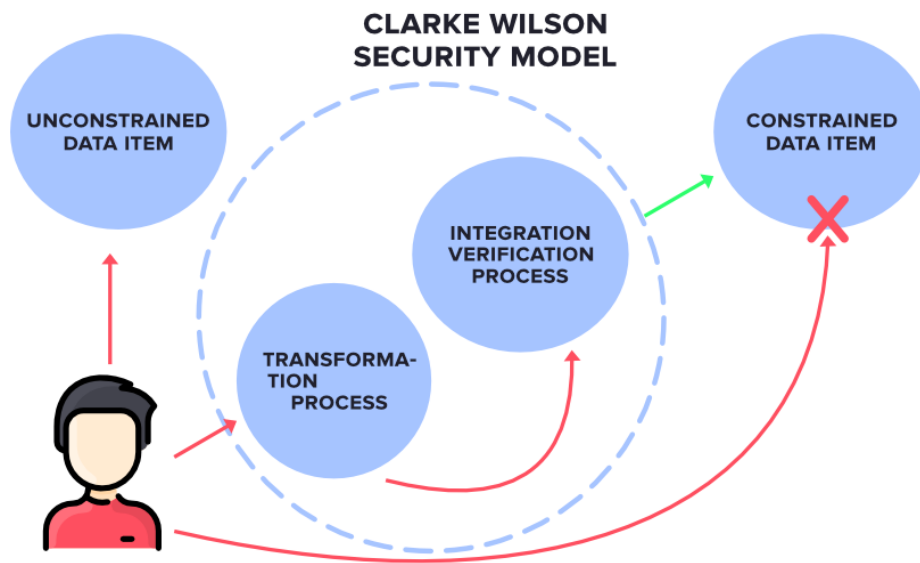 CLARKE WILSON
SECURITY MODEL
UNCONSTRAINED
DATA ITEM
CONSTRAINED
DATA ITEM
INTEGRATION
VERIFICATION
PROCESS
TRANSFORMA-
TION
PROCESS